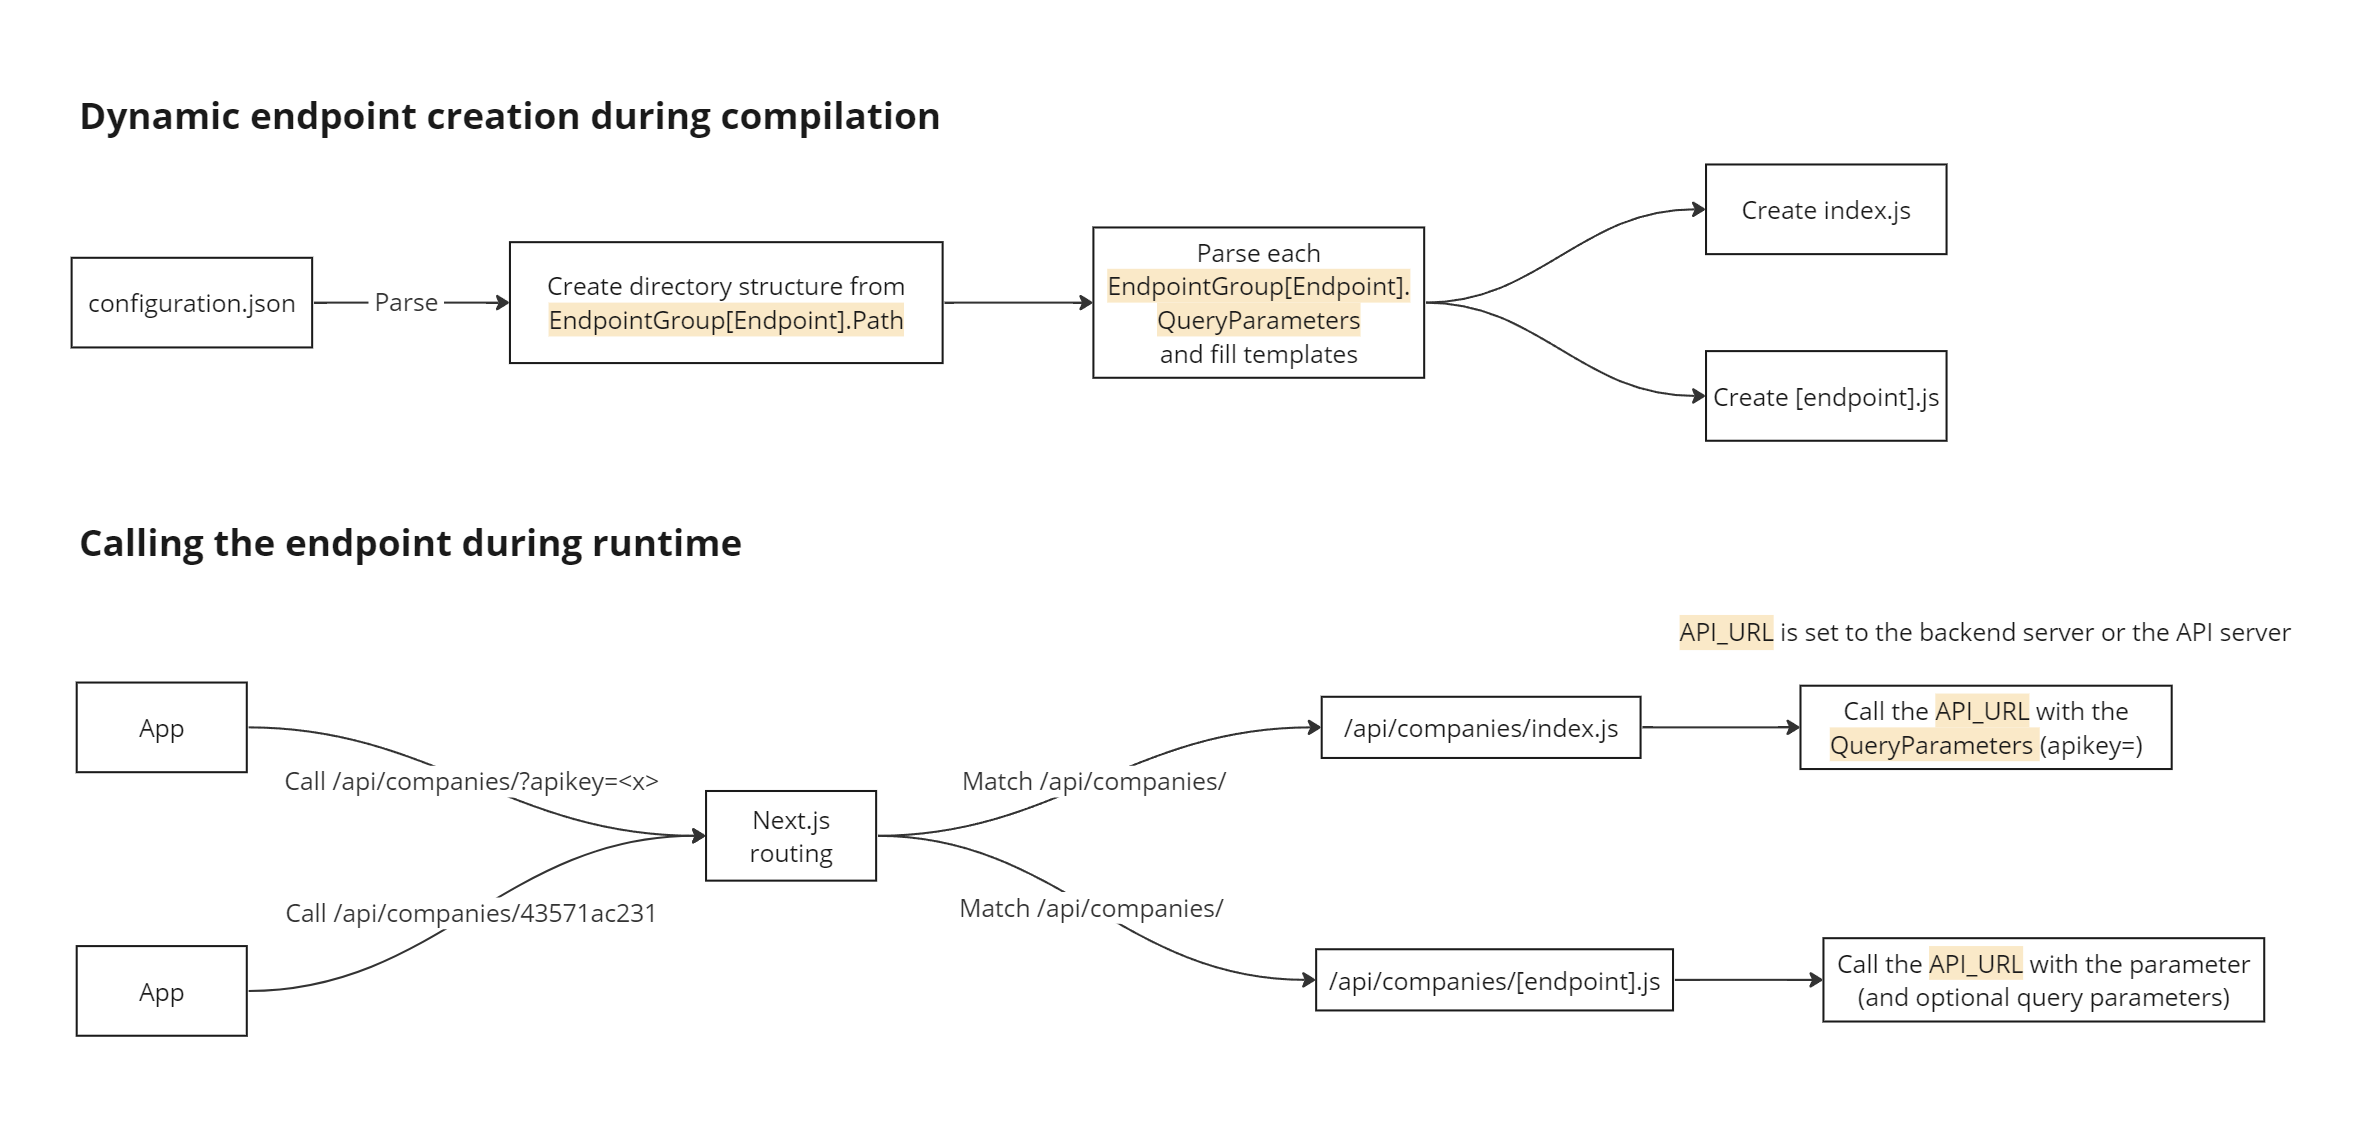 Dynamic endpoint creation during compilation
configuration.json
Parse
Create directory structure from
EndpointGroup[Endpoint].Path
Parse each
EndpointGroup[Endpoint].
QueryParameters
and fill templates
Create index.js
Create [endpoint].js
Calling the endpoint during runtime
API_URL is set to the backend server or the API server
App
Call /api/companies/?apikey=<x>
App
Call /api/companies/43571ac231
Next.js
routing
Match /api/companies/
/api/companies/index.js
Call the API_URL with the
QueryParameters (apikey=)
Match /api/companies/
/api/companies/[endpoint].js
Call the API_URL with the parameter
(and optional query parameters)